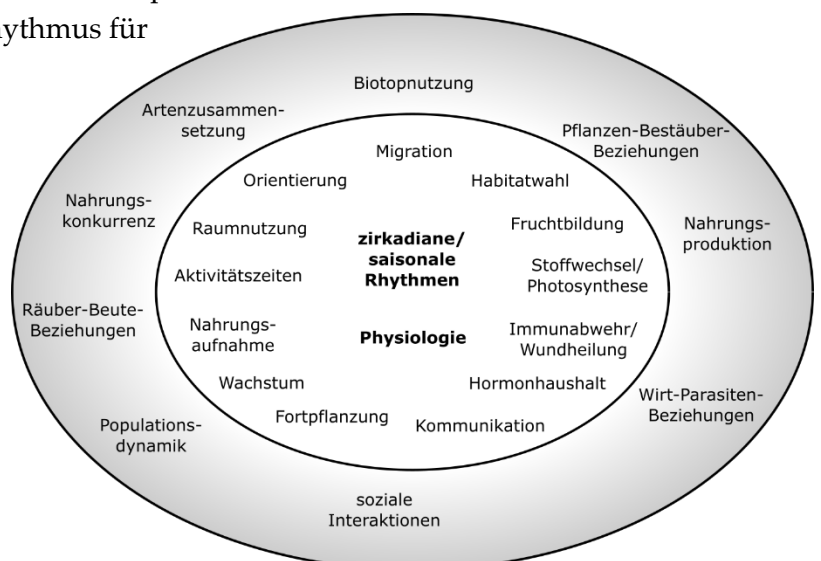 ythmus für
Biotopnutzung
Artenzusammen-
setzung
Pflanzen-Bestäuber-
Beziehungen
Migration
Orientierung
Habitatwahl
Nahrungs-
konkurrenz
Raumnutzung
Fruchtbildung
Nahrungs-
produktion
zirkadiane/
saisonale
Rhythmen
Aktivitätszeiten
Stoffwechsel/
Photosynthese
Räuber-Beute-
Beziehungen
Nahrungs-
aufnahme
Physiologie
Immunabwehr/
Wundheilung
Wachstum
Hormonhaushalt
Wirt-Parasiten-
Beziehungen
Fortpflanzung
Kommunikation
Populations-
dynamik
soziale
Interaktionen